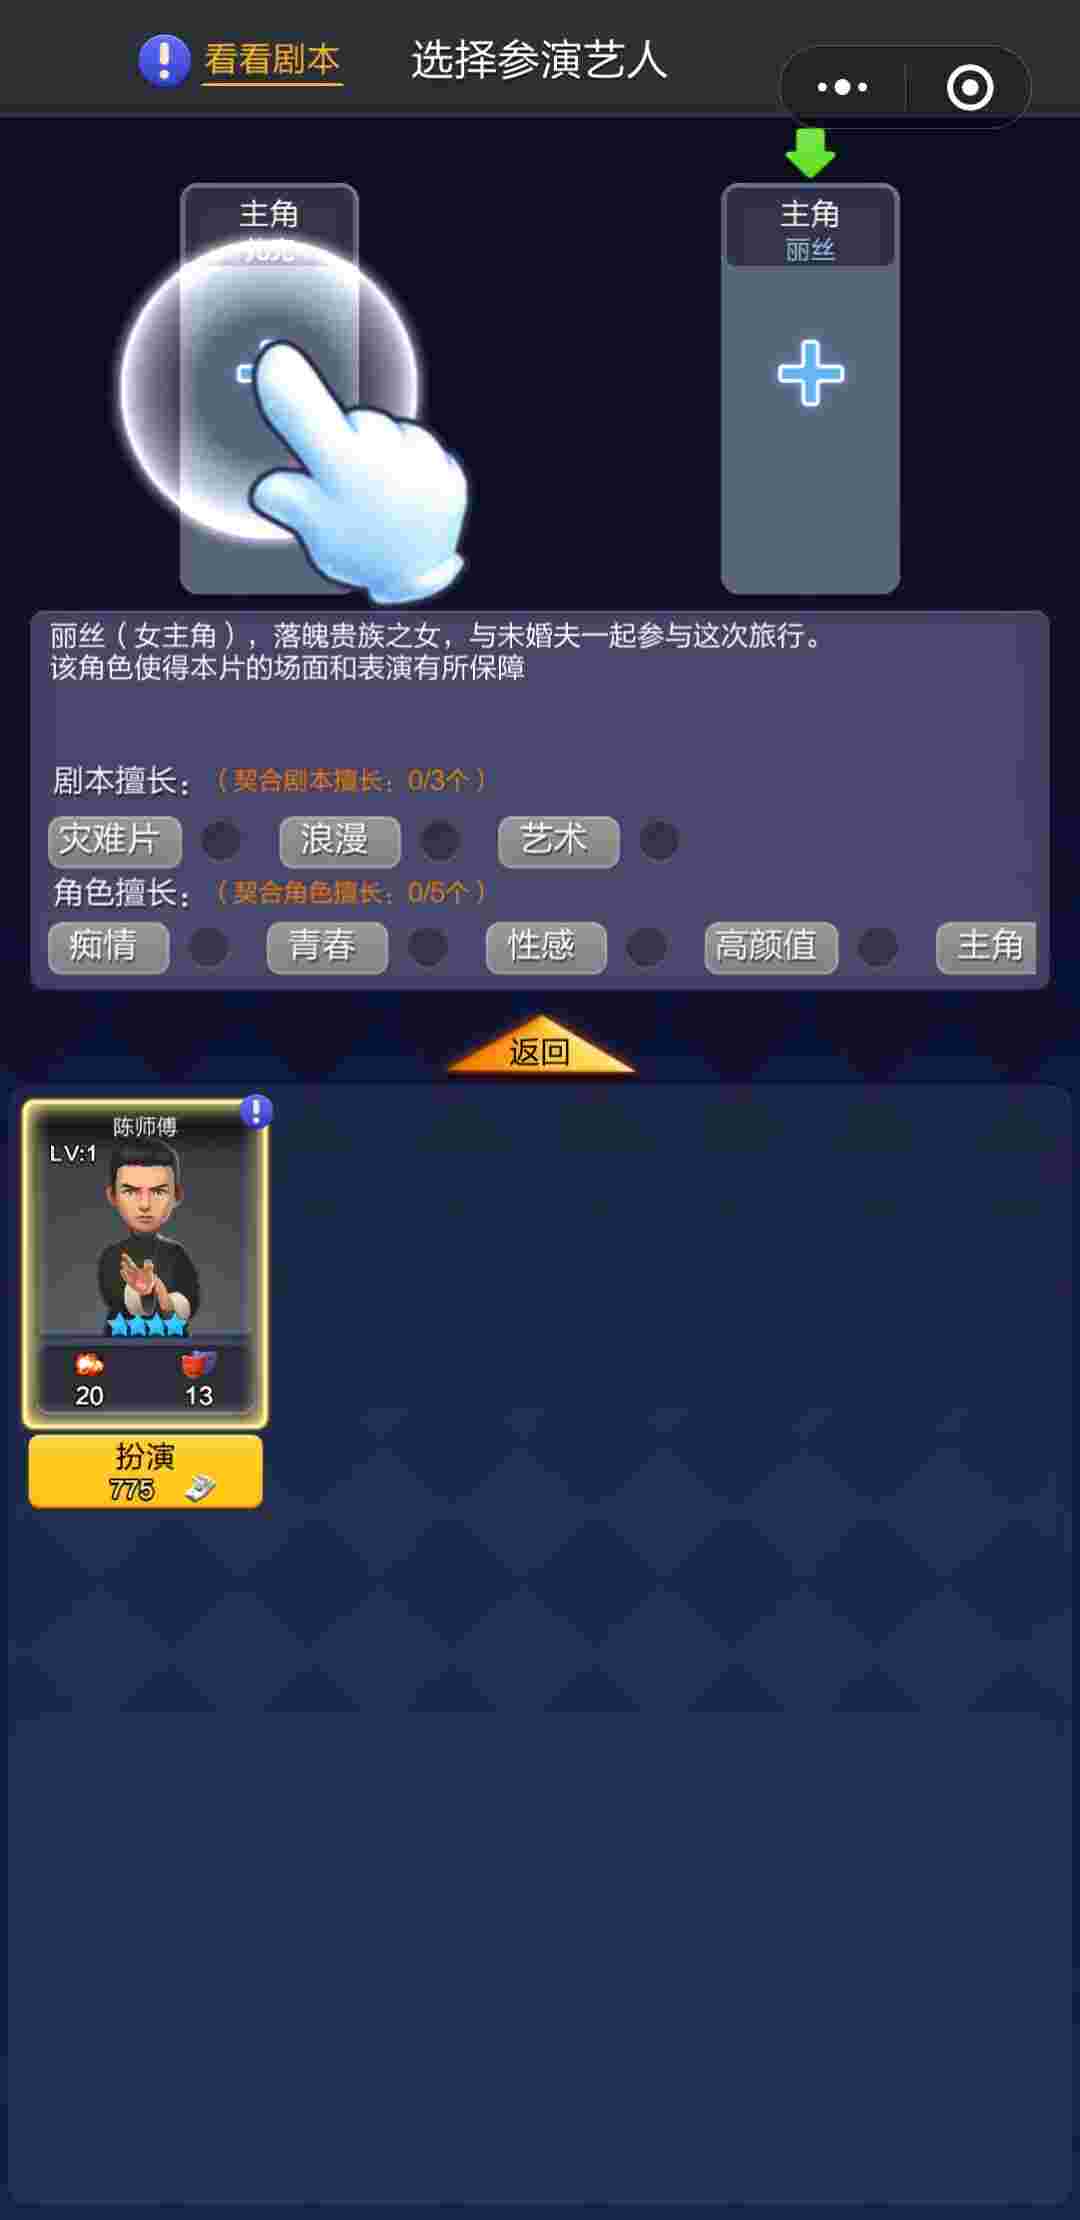 看看剧本
选择参演艺人
主角
主角
丽丝
丽丝（女主角），落魄贵族之女，与未婚夫一起参与这次旅行。
该角色使得本片的场面和表演有所保障
剧本擅长：（契合剧本擅长：0/3个）
灾难片 浪漫 艺术
角色擅长：（契合角色擅长：0/5个）
痴情 青春 性感 高颜值 主角
返回
陈师傅
LV:1
20 13
扮演
775